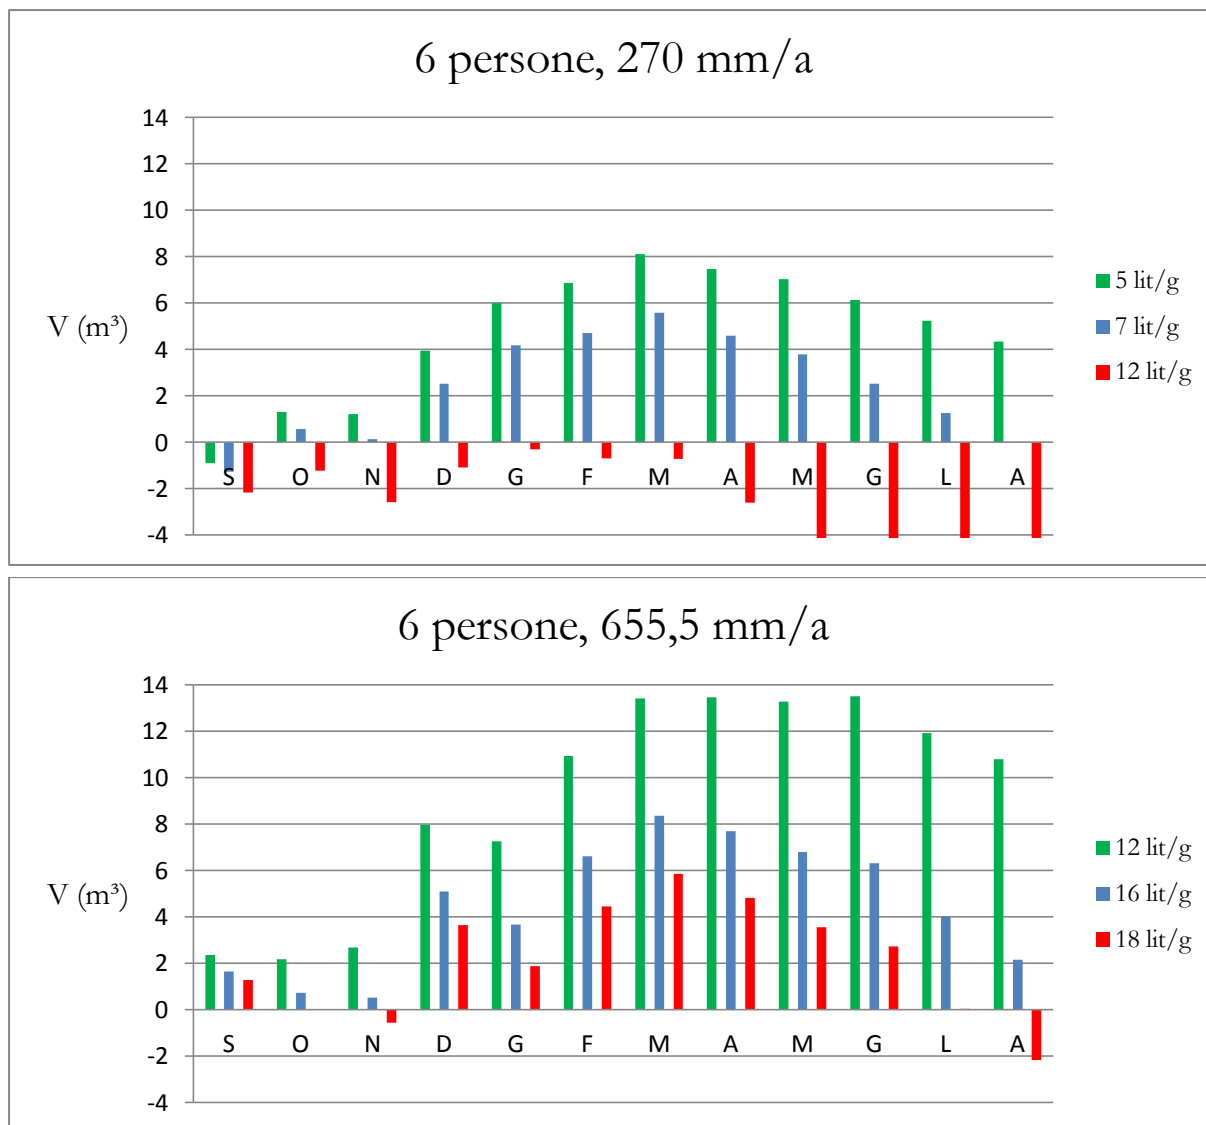 6 persone, 270 mm/a
14
12
10
8
6
4
2
0
-2
-4
V (m³)
S O N D G F M A M G L A
5 lit/g
7 lit/g
12 lit/g
6 persone, 655,5 mm/a
14
12
10
8
6
4
2
0
-2
-4
V (m³)
S O N D G F M A M G L A
12 lit/g
16 lit/g
18 lit/g